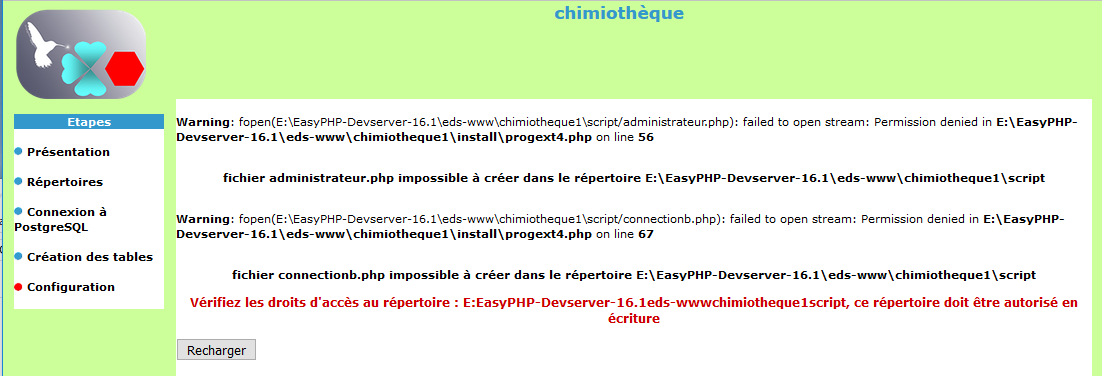 chimiothèque
Etapes
Présentation
Répertoires
Connexion à
PostgreSQL
Création des tables
Configuration
Warning: fopen(E:\EasyPHP-Devserver-16.1\eds-www\chimiotheque1\script/administrateur.php): failed to open stream: Permission denied in E:\EasyPHP-
Devserver-16.1\eds-www\chimiotheque1\install\progext4.php on line 56
fichier administrateur.php impossible à créer dans le répertoire E:\EasyPHP-Devserver-16.1\eds-www\chimiotheque1\script
Warning: fopen(E:\EasyPHP-Devserver-16.1\eds-www\chimiotheque1\script/connectionb.php): failed to open stream: Permission denied in E:\EasyPHP-
Devserver-16.1\eds-www\chimiotheque1\install\progext4.php on line 67
fichier connectionb.php impossible à créer dans le répertoire E:\EasyPHP-Devserver-16.1\eds-www\chimiotheque1\script
Vérifiez les droits d'accès au répertoire : E:EasyPHP-Devserver-16.1eds-wwwchimiotheque1script, ce répertoire doit être autorisé en
écriture
Recharger